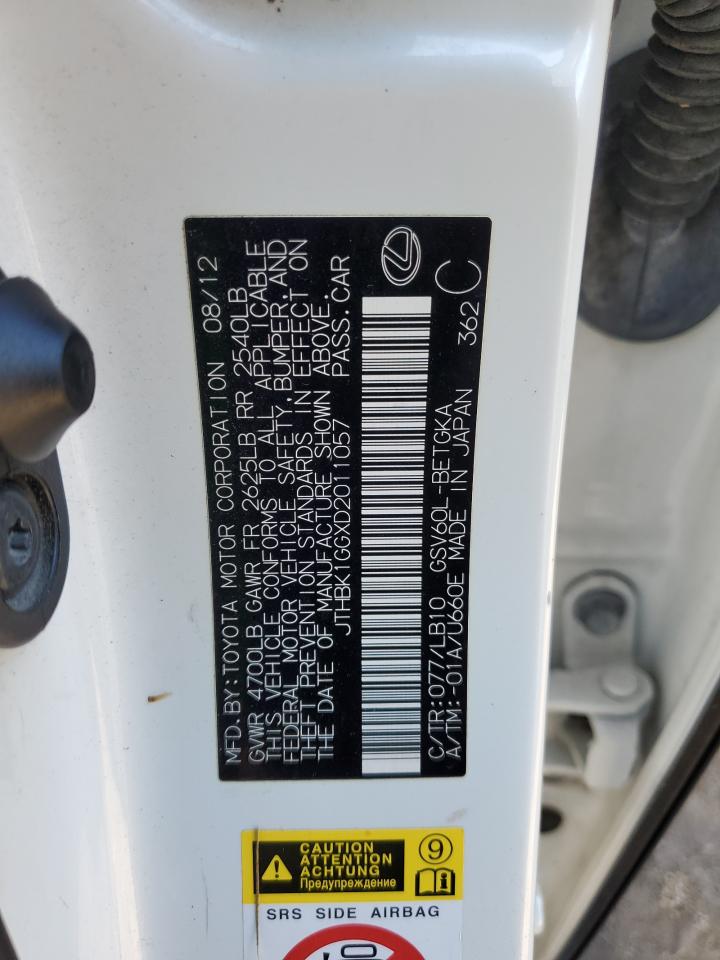 MFD.BY:TOYOTA MOTOR CORPORATION 08/12
GVWR 4700LB GAWR FR 2625LB RR 2540LB
THIS VEHICLE CONFORMS TO ALL APPLICABLE
FEDERAL MOTOR VEHICLE SAFETY,BUMPER,AND
THEFT PREVENTION STANDARDS IN EFFECT ON
THE DATE OF MANUFACTURE SHOWN ABOVE.
JTHBK1GGXD2011057 PASS.CAR
C/TR:077/LB10 GSV60L-BETGKA
A/TM:-01A/U660E MADE IN JAPAN 362 C
CAUTION
ATTENTION
ACHTUNG
Предупреждение
9
i
SRS SIDE AIRBAG